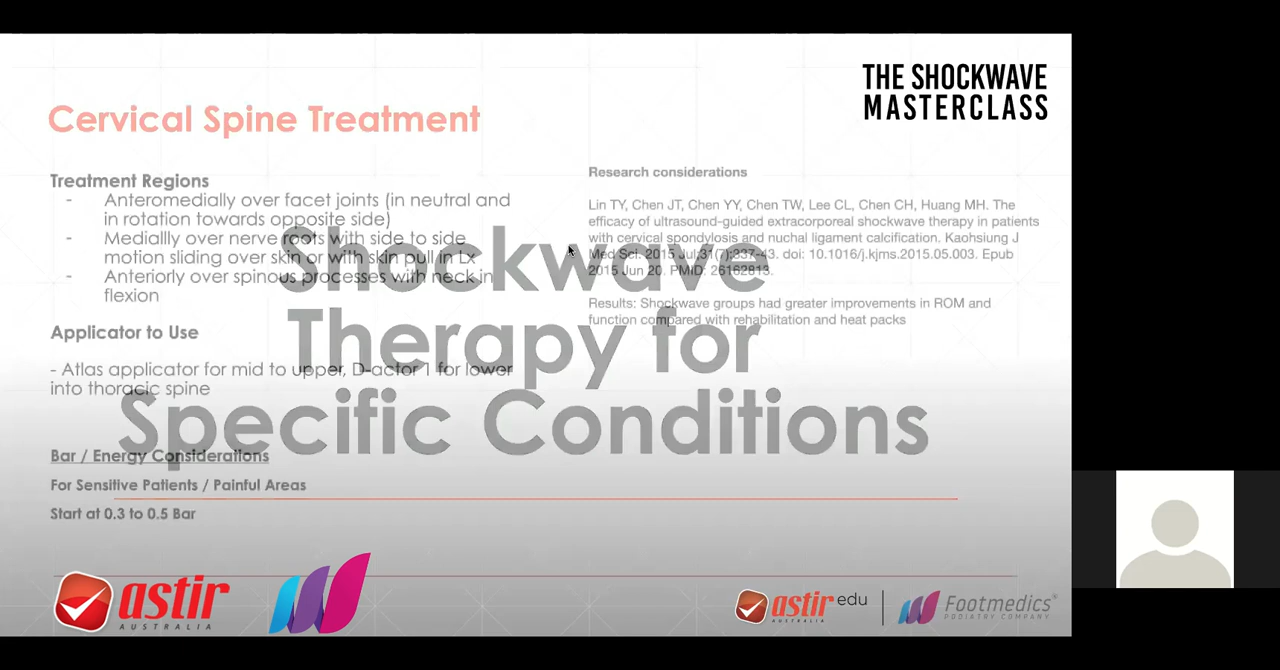 THE SHOCKWAVE
MASTERCLASS
Cervical Spine Treatment
Treatment Regions
- Anteromedially over facet joints (in neutral and
in rotation towards opposite side)
- Mediallly over nerve roots with side to side
motion sliding over skin or with skin pull
- Anteriorly over spinous processes with neck in
flexion
Applicator to Use
- Atlas applicator for mid to upper, D-actor 1 for lower
into thoracic spine
Bar / Energy Considerations
For Sensitive Patients / Painful Areas
Start at 0.3 to 0.5 Bar
Research considerations
Lin TY, Chen JT, Chen YY, Chen TW, Lee CL, Chen CH, Huang MH. The
efficacy of ultrasound-guided extracorporeal shockwave therapy in patients
with cervical spondylosis and nuchal ligament calcification. Kaohsiung J
Med Sci. 2015 Jul;31(7):337-43. doi: 10.1016/j.kjms.2015.05.003. Epub
2015 Jun 20. PMID: 26162813.
Results: Shockwave groups had greater improvements in ROM and
function compared with rehabilitation and heat packs
Shockwave
Therapy for
Specific Conditions
astir
AUSTRALIA
astir edu
AUSTRALIA
Footmedics
PODIATRY COMPANY